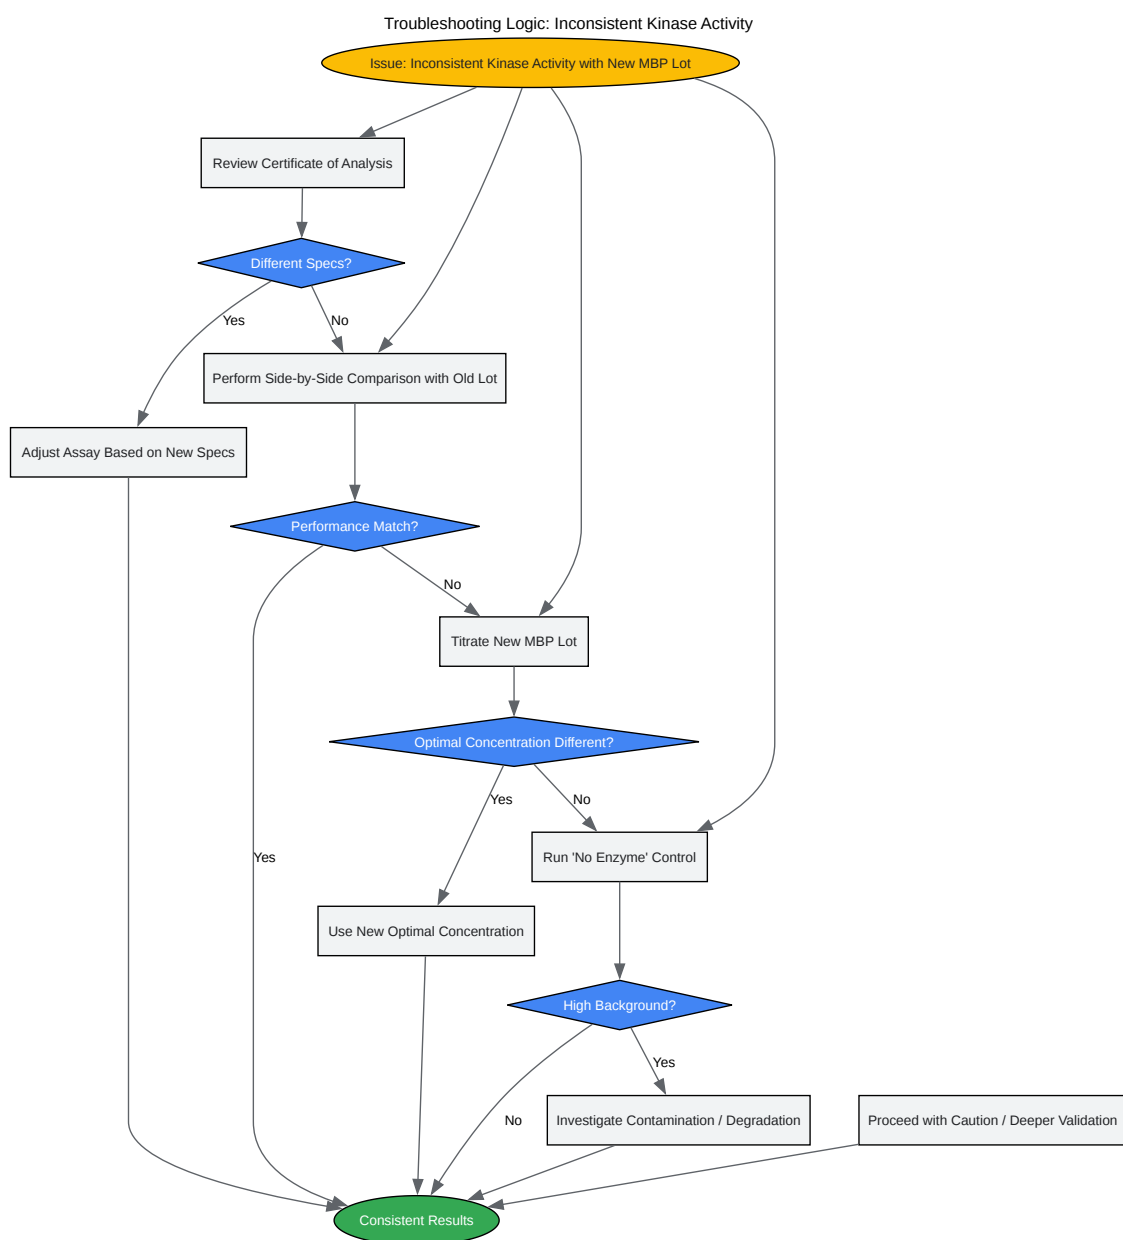 Troubleshooting Logic: Inconsistent Kinase Activity
Issue: Inconsistent Kinase Activity with New MBP Lot
Review Certificate of Analysis
Different Specs?
Yes
No
Perform Side-by-Side Comparison with Old Lot
Adjust Assay Based on New Specs
Performance Match?
No
Titrate New MBP Lot
Optimal Concentration Different?
Yes
No
Yes
Run 'No Enzyme' Control
Use New Optimal Concentration
High Background?
Yes
No
Investigate Contamination / Degradation
Proceed with Caution / Deeper Validation
Consistent Results